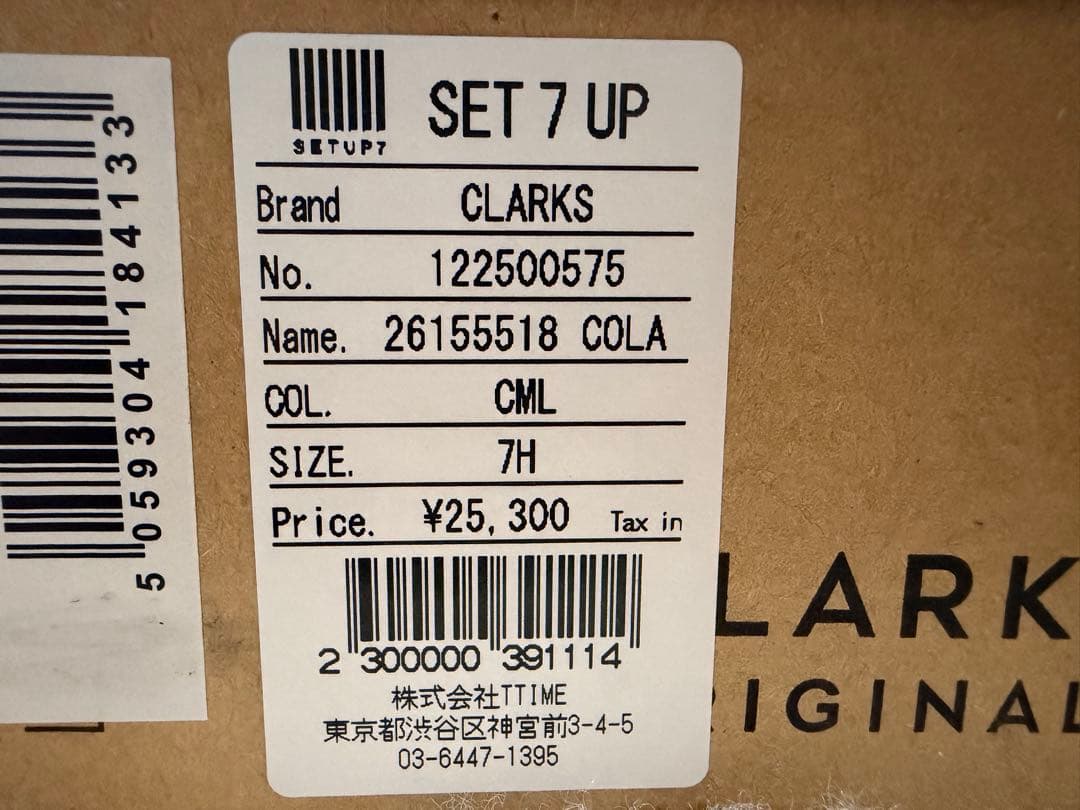 5 059304 184133
SETUP7
SET 7 UP
Brand CLARKS
No. 122500575
Name. 26155518 COLA
COL. CML
SIZE. 7H
Price. ¥25,300 Tax in
2 300000 391114
株式会社TTIME
東京都渋谷区神宮前3-4-5
03-6447-1395
LARK
RIGINAL